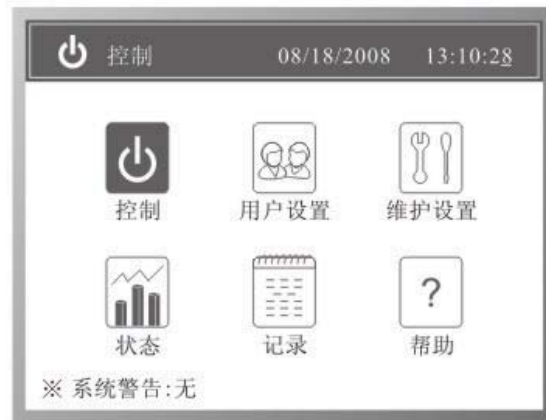 控制 08/18/2008 13:10:28
控制 用户设置 维护设置
?
状态 记录 帮助
※ 系统警告:无